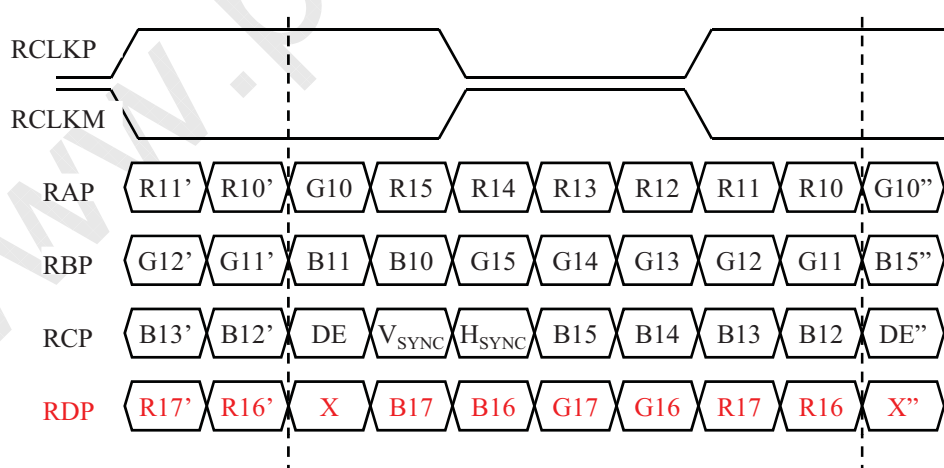 RCLKP
RCLKM
RAP R11’ R10’ G10 R15 R14 R13 R12 R11 R10 G10”
RBP G12’ G11’ B11 B10 G15 G14 G13 G12 G11 B15”
RCP B13’ B12’ DE VSYNC HSYNC B15 B14 B13 B12 DE”
RDP R17’ R16’ X B17 B16 G17 G16 R17 R16 X”
www.p